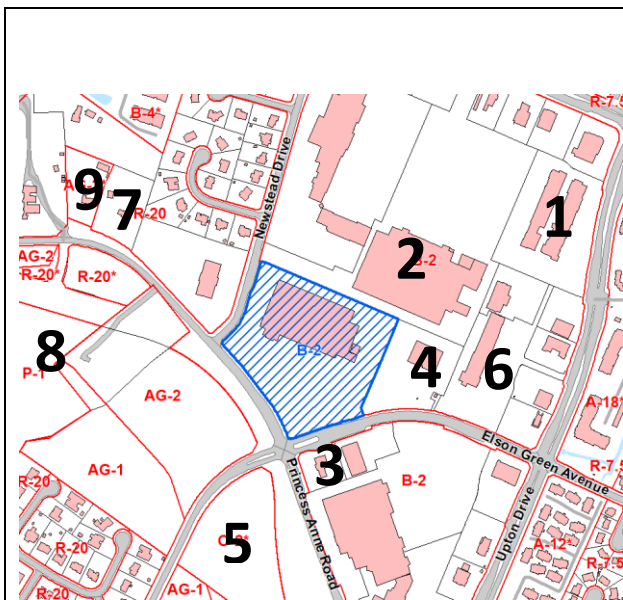 R-7.5
B-4*
9
7
R-20
1
Newstead Drive
2
B-2
AG-2
R-20*
R-20*
8
P-1
B-2
4
6
AG-2
A-18*
Elson Green Avenue
3
Princess Anne Road
B-2
AG-1
R-7.5
Upton Drive
R-20
R-20
5
A-12*
R-7.5
AG-1
R-20